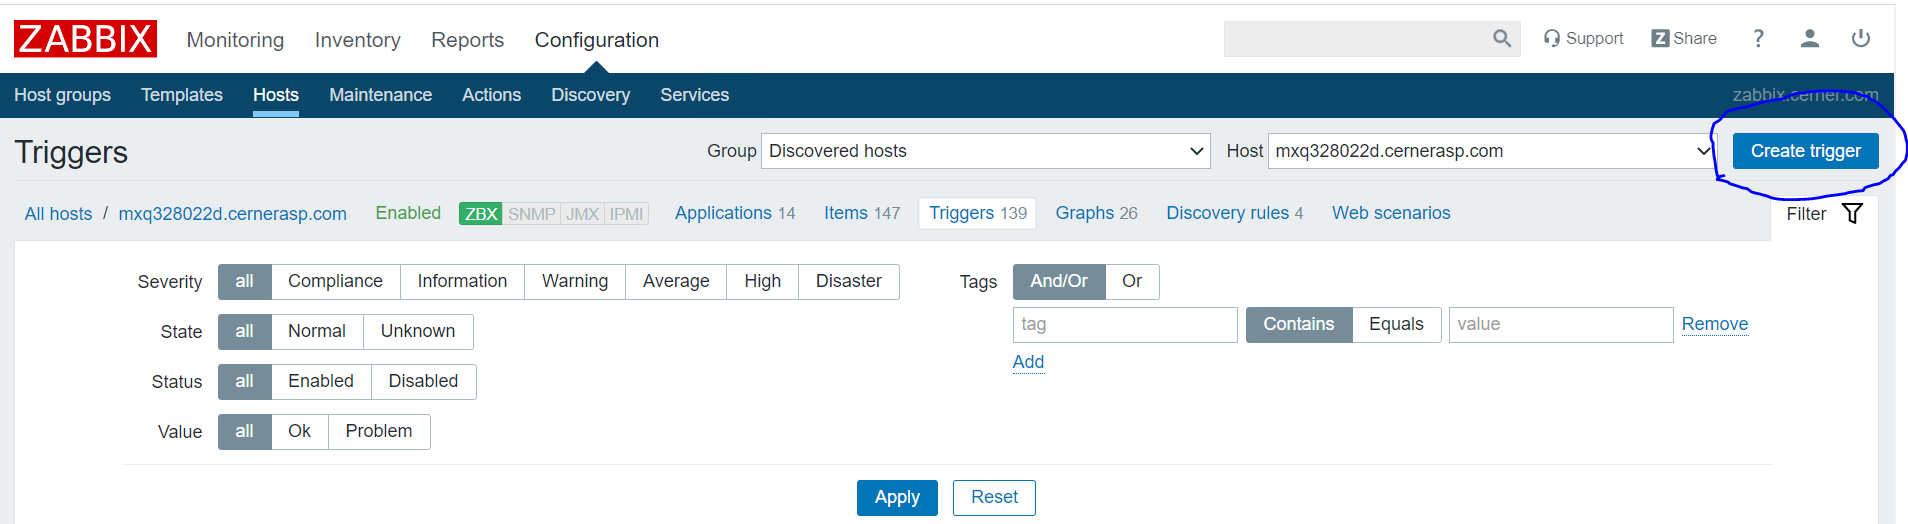 ZABBIX Monitoring Inventory Reports Configuration Support Z Share ?
Host groups Templates Hosts Maintenance Actions Discovery Services zabbix.cerner.com
Triggers Group Discovered hosts Host mxq328022d.cernerasp.com Create trigger
All hosts / mxq328022d.cernerasp.com Enabled ZBX SNMP JMX IPMI Applications 14 Items 147 Triggers 139 Graphs 26 Discovery rules 4 Web scenarios Filter
Severity all Compliance Information Warning Average High Disaster Tags And/Or Or
State all Normal Unknown tag Contains Equals value Remove
Add
Status all Enabled Disabled
Value all Ok Problem
Apply Reset